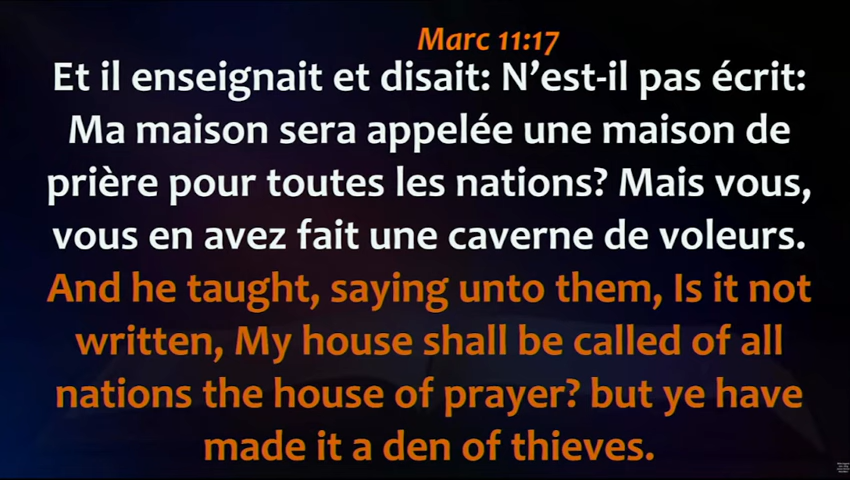 Marc 11:17
Et il enseignait et disait: N’est-il pas écrit:
Ma maison sera appelée une maison de
prière pour toutes les nations? Mais vous,
vous en avez fait une caverne de voleurs.
And he taught, saying unto them, Is it not
written, My house shall be called of all
nations the house of prayer? but ye have
made it a den of thieves.